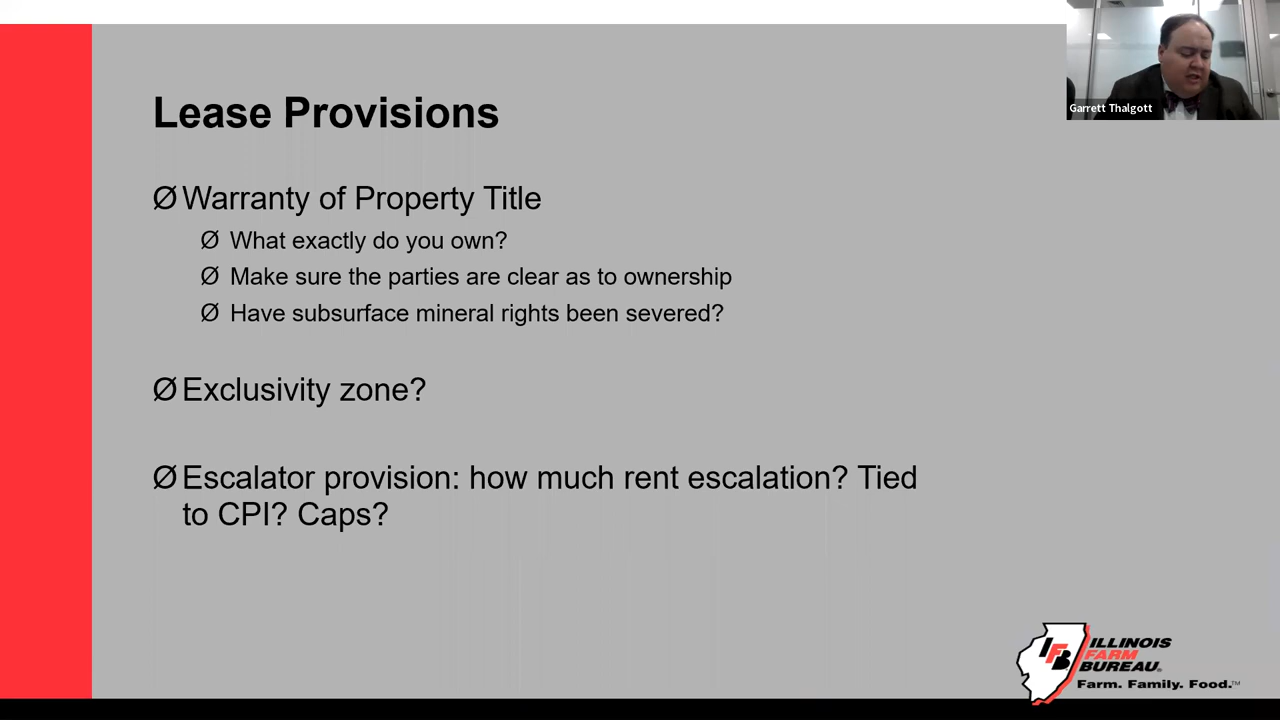 Garrett Thalgott
Lease Provisions
Ø Warranty of Property Title
Ø What exactly do you own?
Ø Make sure the parties are clear as to ownership
Ø Have subsurface mineral rights been severed?
Ø Exclusivity zone?
Ø Escalator provision: how much rent escalation? Tied
to CPI? Caps?
IFB
ILLINOIS
FARM
BUREAU®
Farm. Family. Food.™